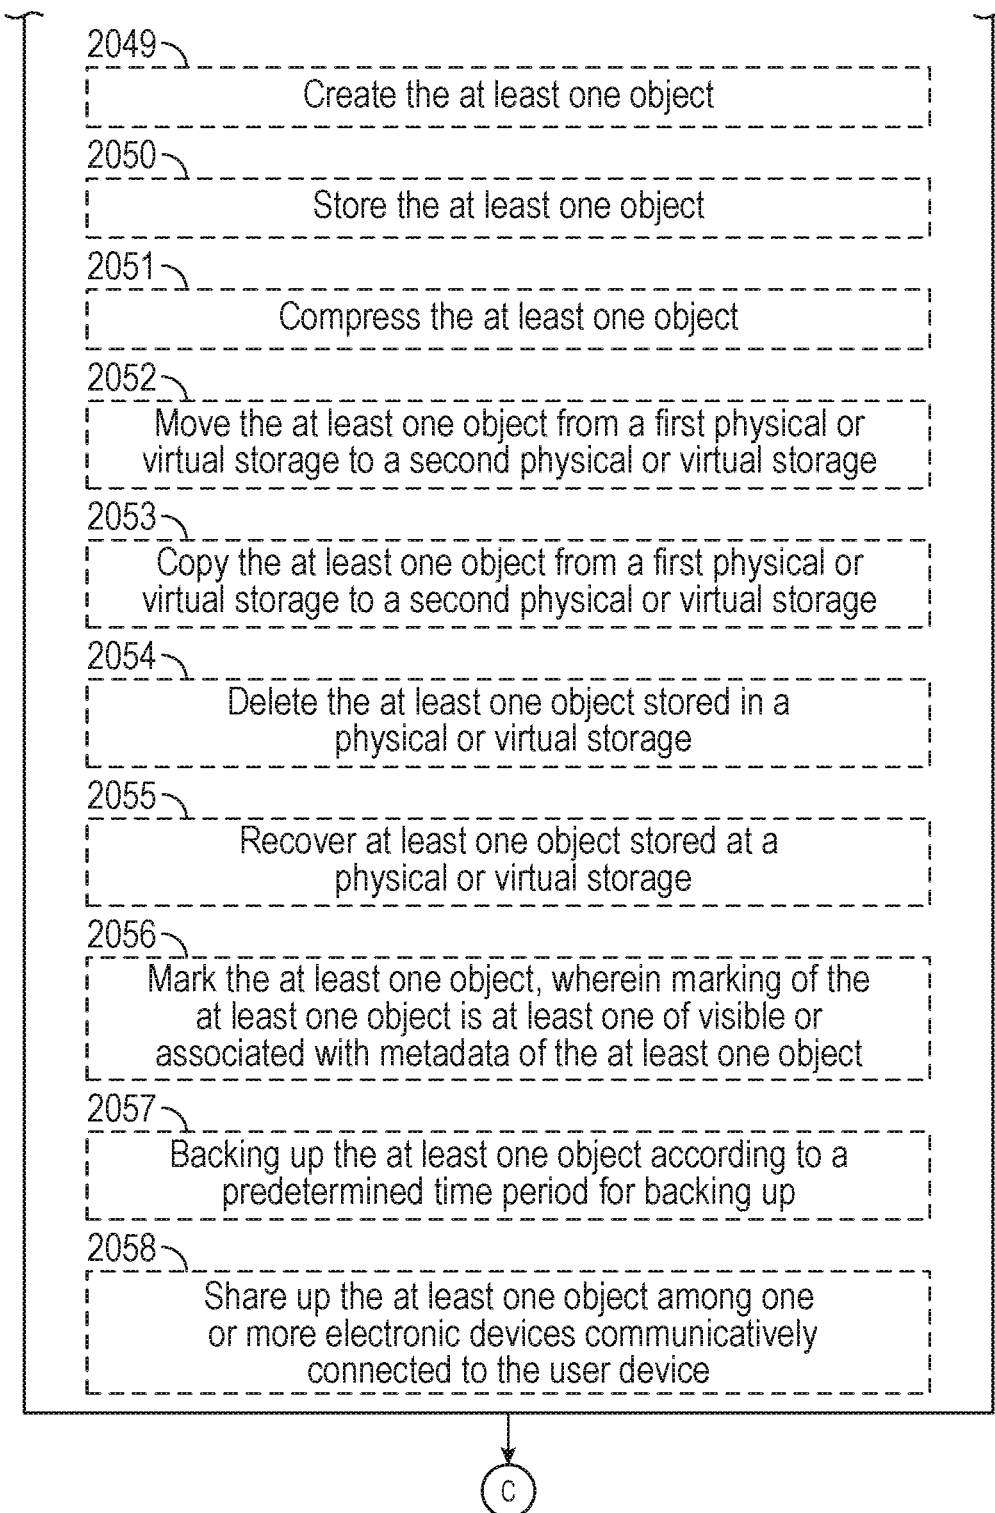 2049
Create the at least one object
2050
Store the at least one object
2051
Compress the at least one object
2052
Move the at least one object from a first physical or
virtual storage to a second physical or virtual storage
2053
Copy the at least one object from a first physical or
virtual storage to a second physical or virtual storage
2054
Delete the at least one object stored in a
physical or virtual storage
2055
Recover at least one object stored at a
physical or virtual storage
2056
Mark the at least one object, wherein marking of the
at least one object is at least one of visible or
associated with metadata of the at least one object
2057
Backing up the at least one object according to a
predetermined time period for backing up
2058
Share up the at least one object among one
or more electronic devices communicatively
connected to the user device
C